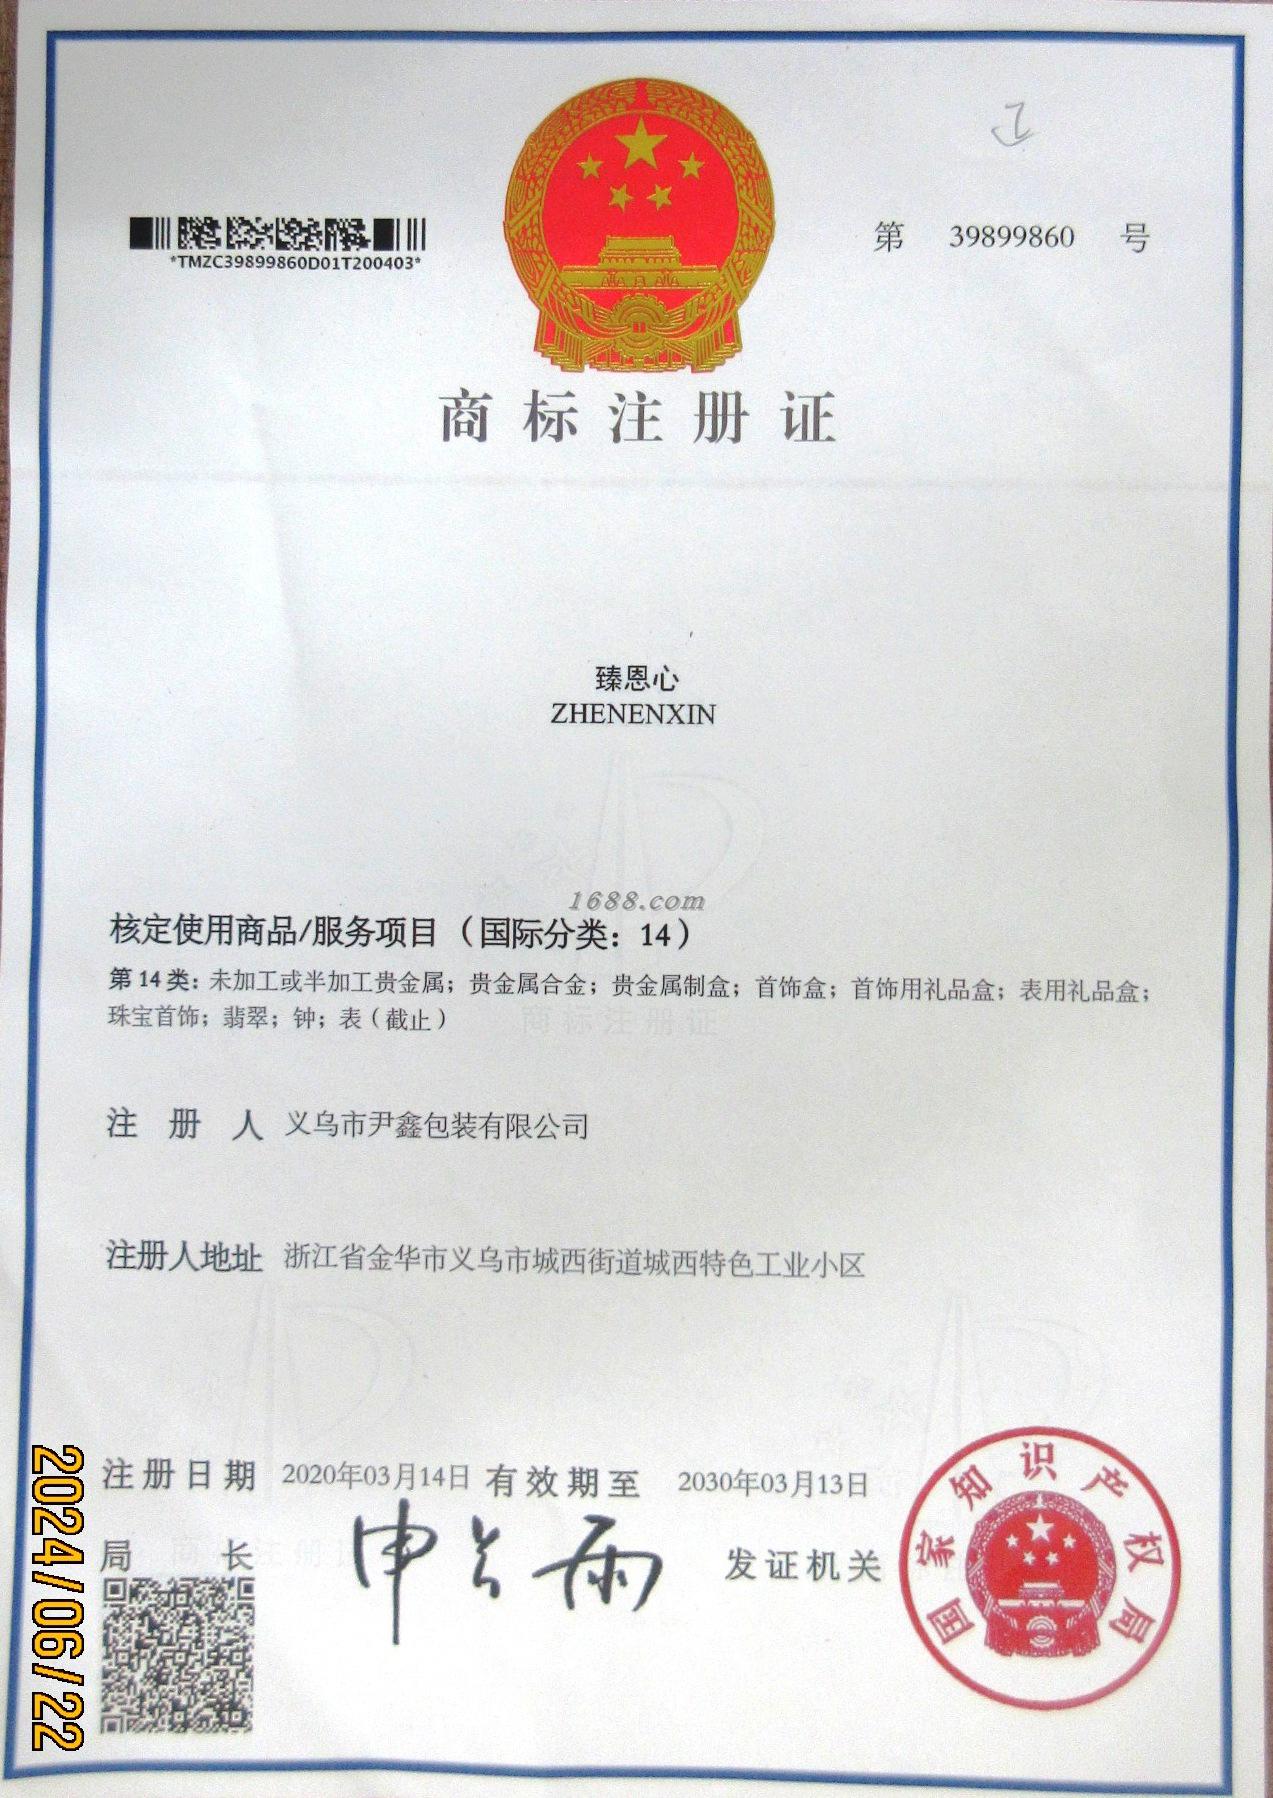 *TMZC39899860D01T200403*
第 39899860 号
商标注册证
臻恩心
ZHENENXIN
1688.com
核定使用商品/服务项目（国际分类：14）
第14类：未加工或半加工贵金属；贵金属合金；贵金属制盒；首饰盒；首饰用礼品盒；表用礼品盒；
珠宝首饰；翡翠；钟；表（截止）
商标注册证
注册人 义乌市尹鑫包装有限公司
注册人地址 浙江省金华市义乌市城西街道城西特色工业小区
注册日期 2020年03月14日 有效期至 2030年03月13日
局长 申长雨 发证机关
国家知识产权局
2024/06/22